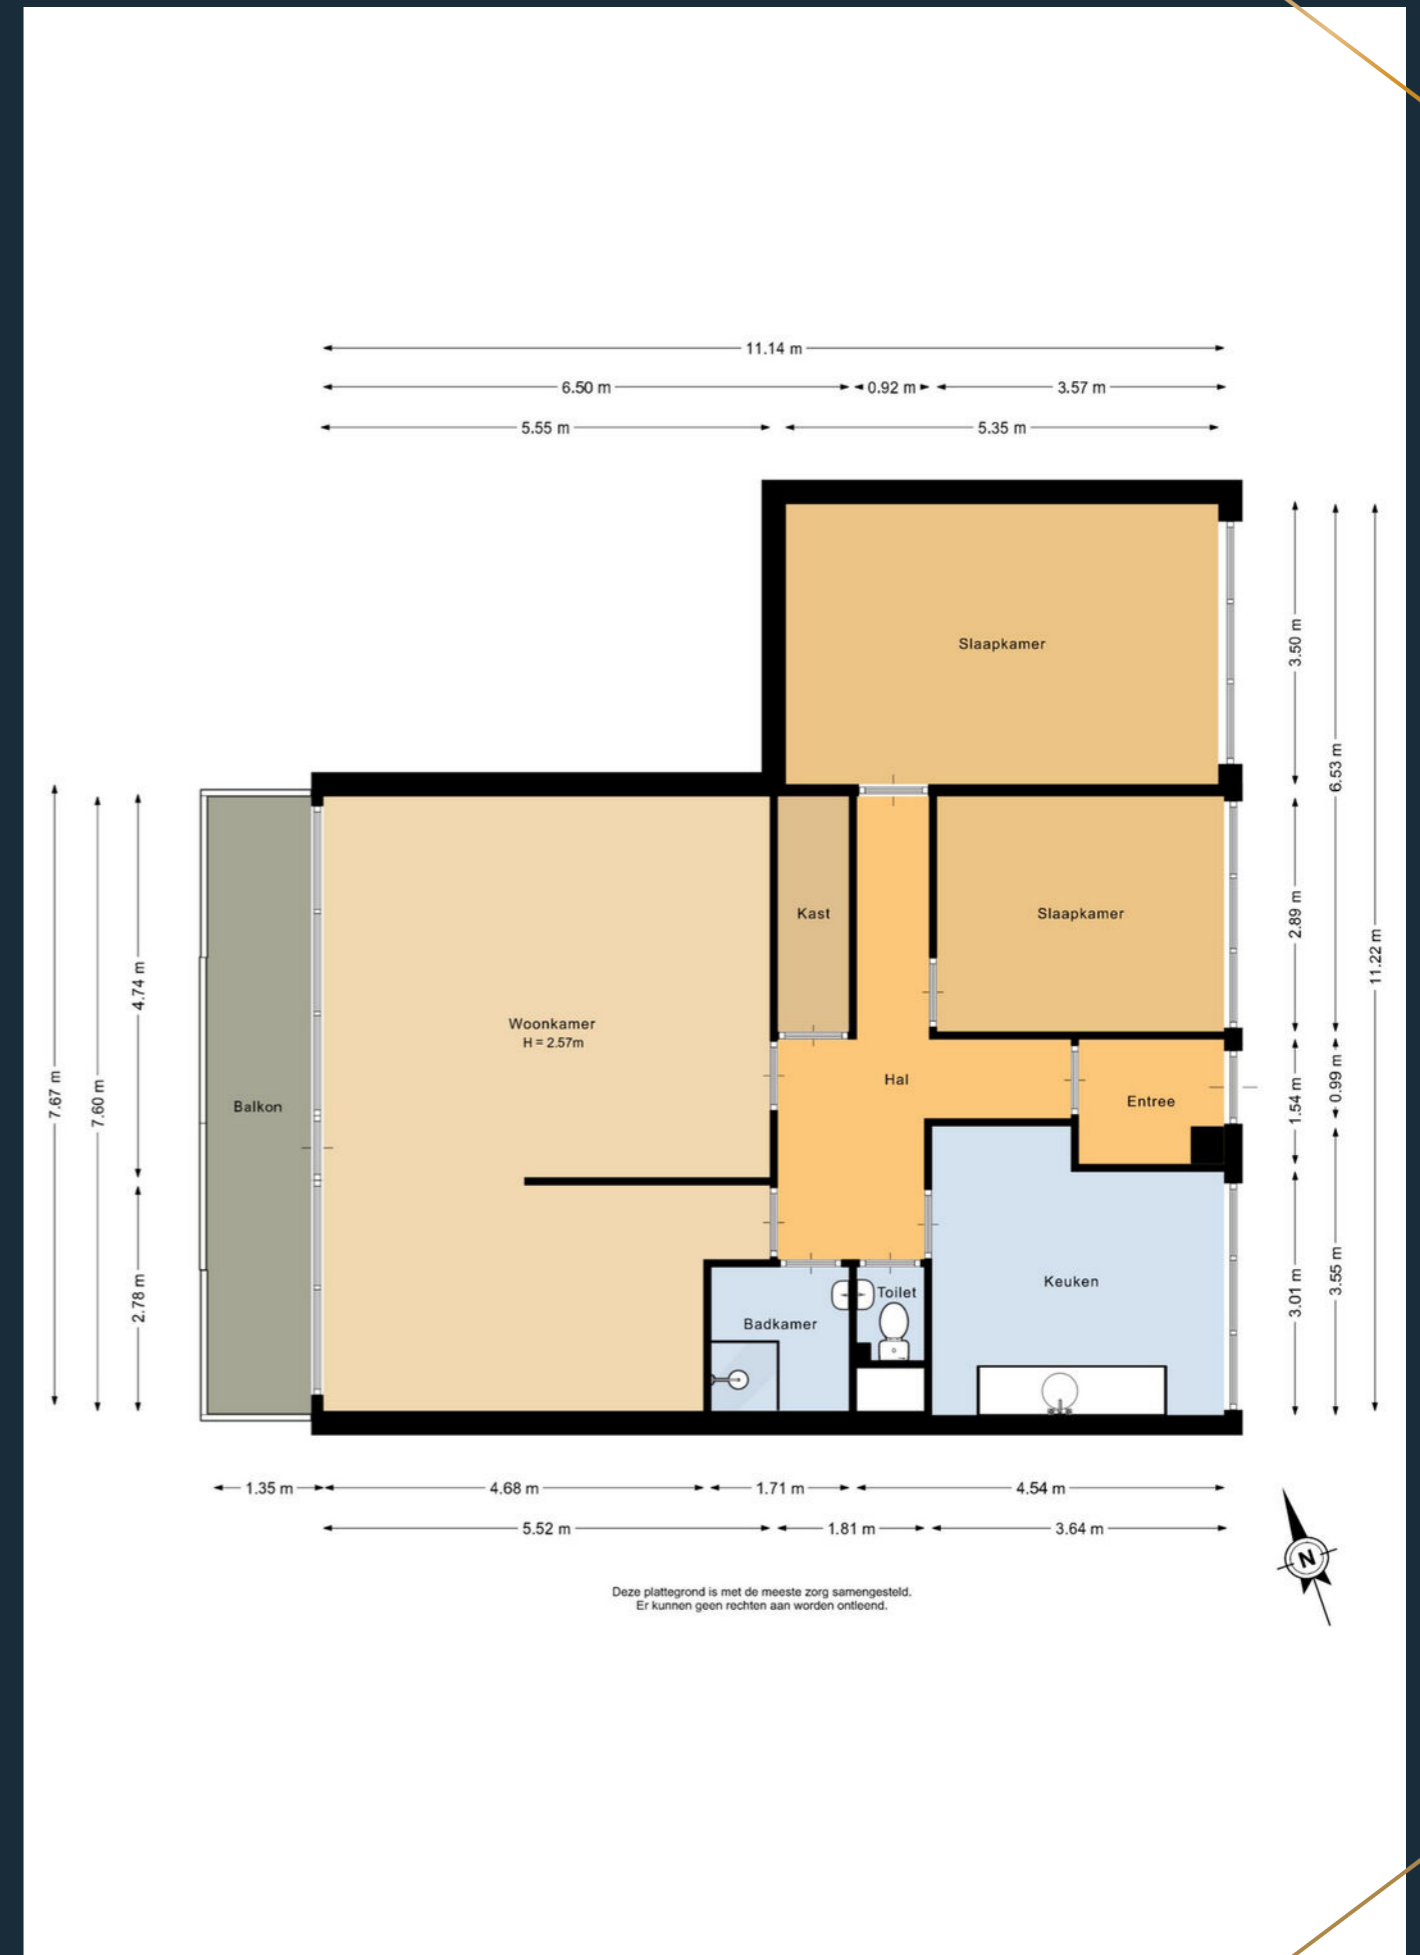 11.14 m
6.50 m
0.92 m
3.57 m
5.55 m
5.35 m
Slaapkamer
3.50 m
6.53 m
11.22 m
Kast
Slaapkamer
2.89 m
4.74 m
Woonkamer
H = 2.57m
Hal
Entree
0.99 m
1.54 m
7.67 m
7.60 m
Balkon
2.78 m
Keuken
Toilet
Badkamer
3.01 m
3.55 m
1.35 m
4.68 m
1.71 m
4.54 m
5.52 m
1.81 m
3.64 m
N
Deze plattegrond is met de meeste zorg samengesteld.
Er kunnen geen rechten aan worden ontleend.